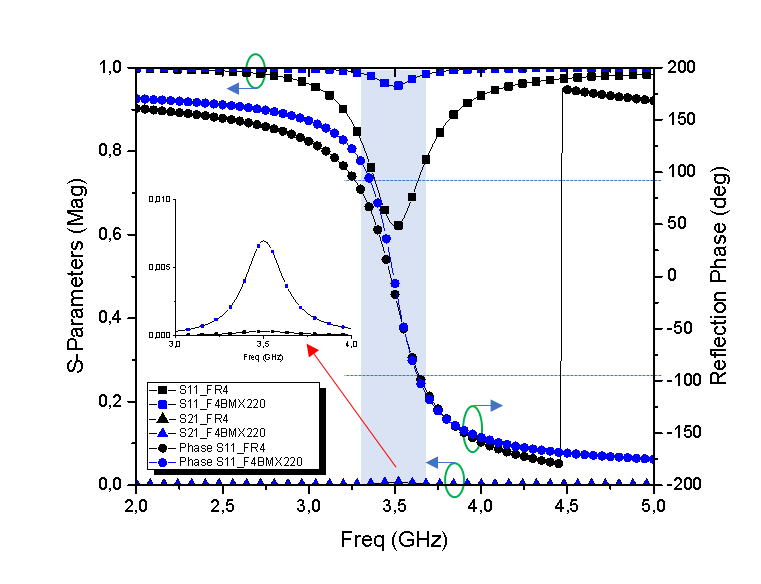 1,0
0,8
0,6
0,4
0,2
0,0
S-Parameters (Mag)
200
150
100
50
0
-50
-100
-150
-200
Reflection Phase (deg)
0,010
0,005
0,000
3,0
3,5
4,0
Freq (GHz)
S11_FR4
S11_F4BMX220
S21_FR4
S21_F4BMX220
Phase S11_FR4
Phase S11_F4BMX220
2,0
2,5
3,0
3,5
4,0
4,5
5,0
Freq (GHz)